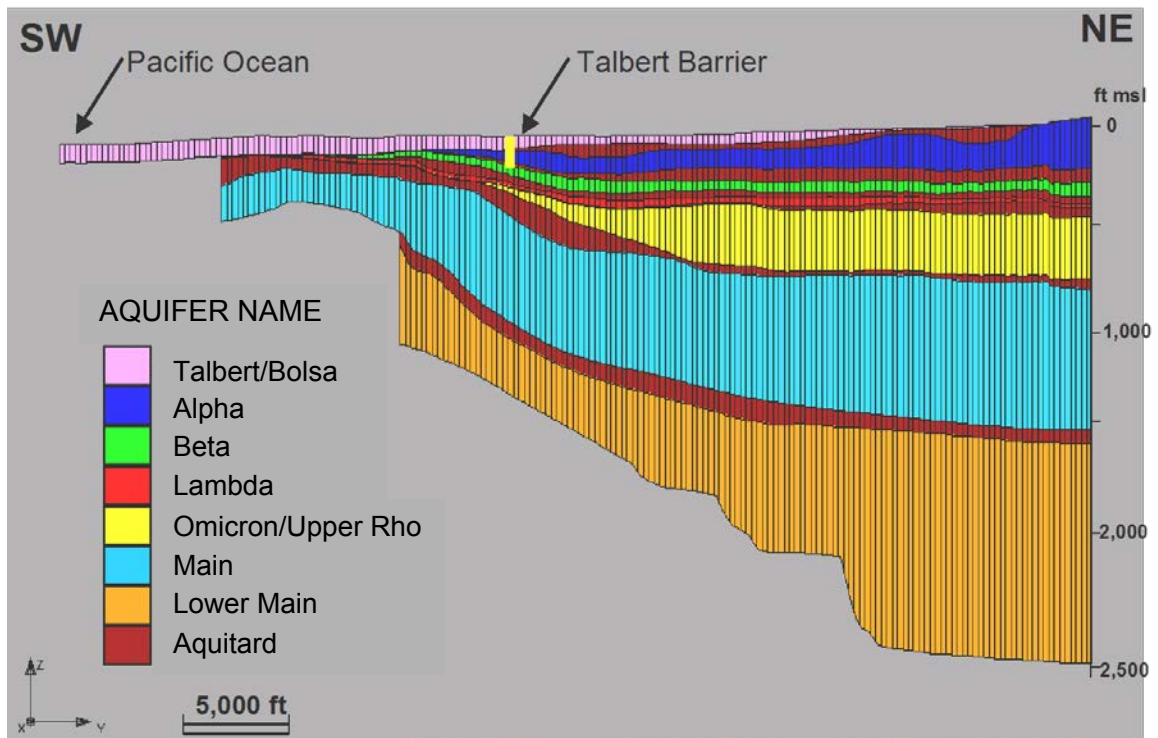 SW
NE
Pacific Ocean
Talbert Barrier
ft msl
0
1,000
2,000
2,500
AQUIFER NAME
Talbert/Bolsa
Alpha
Beta
Lambda
Omicron/Upper Rho
Main
Lower Main
Aquitard
Z
X
Y
5,000 ft